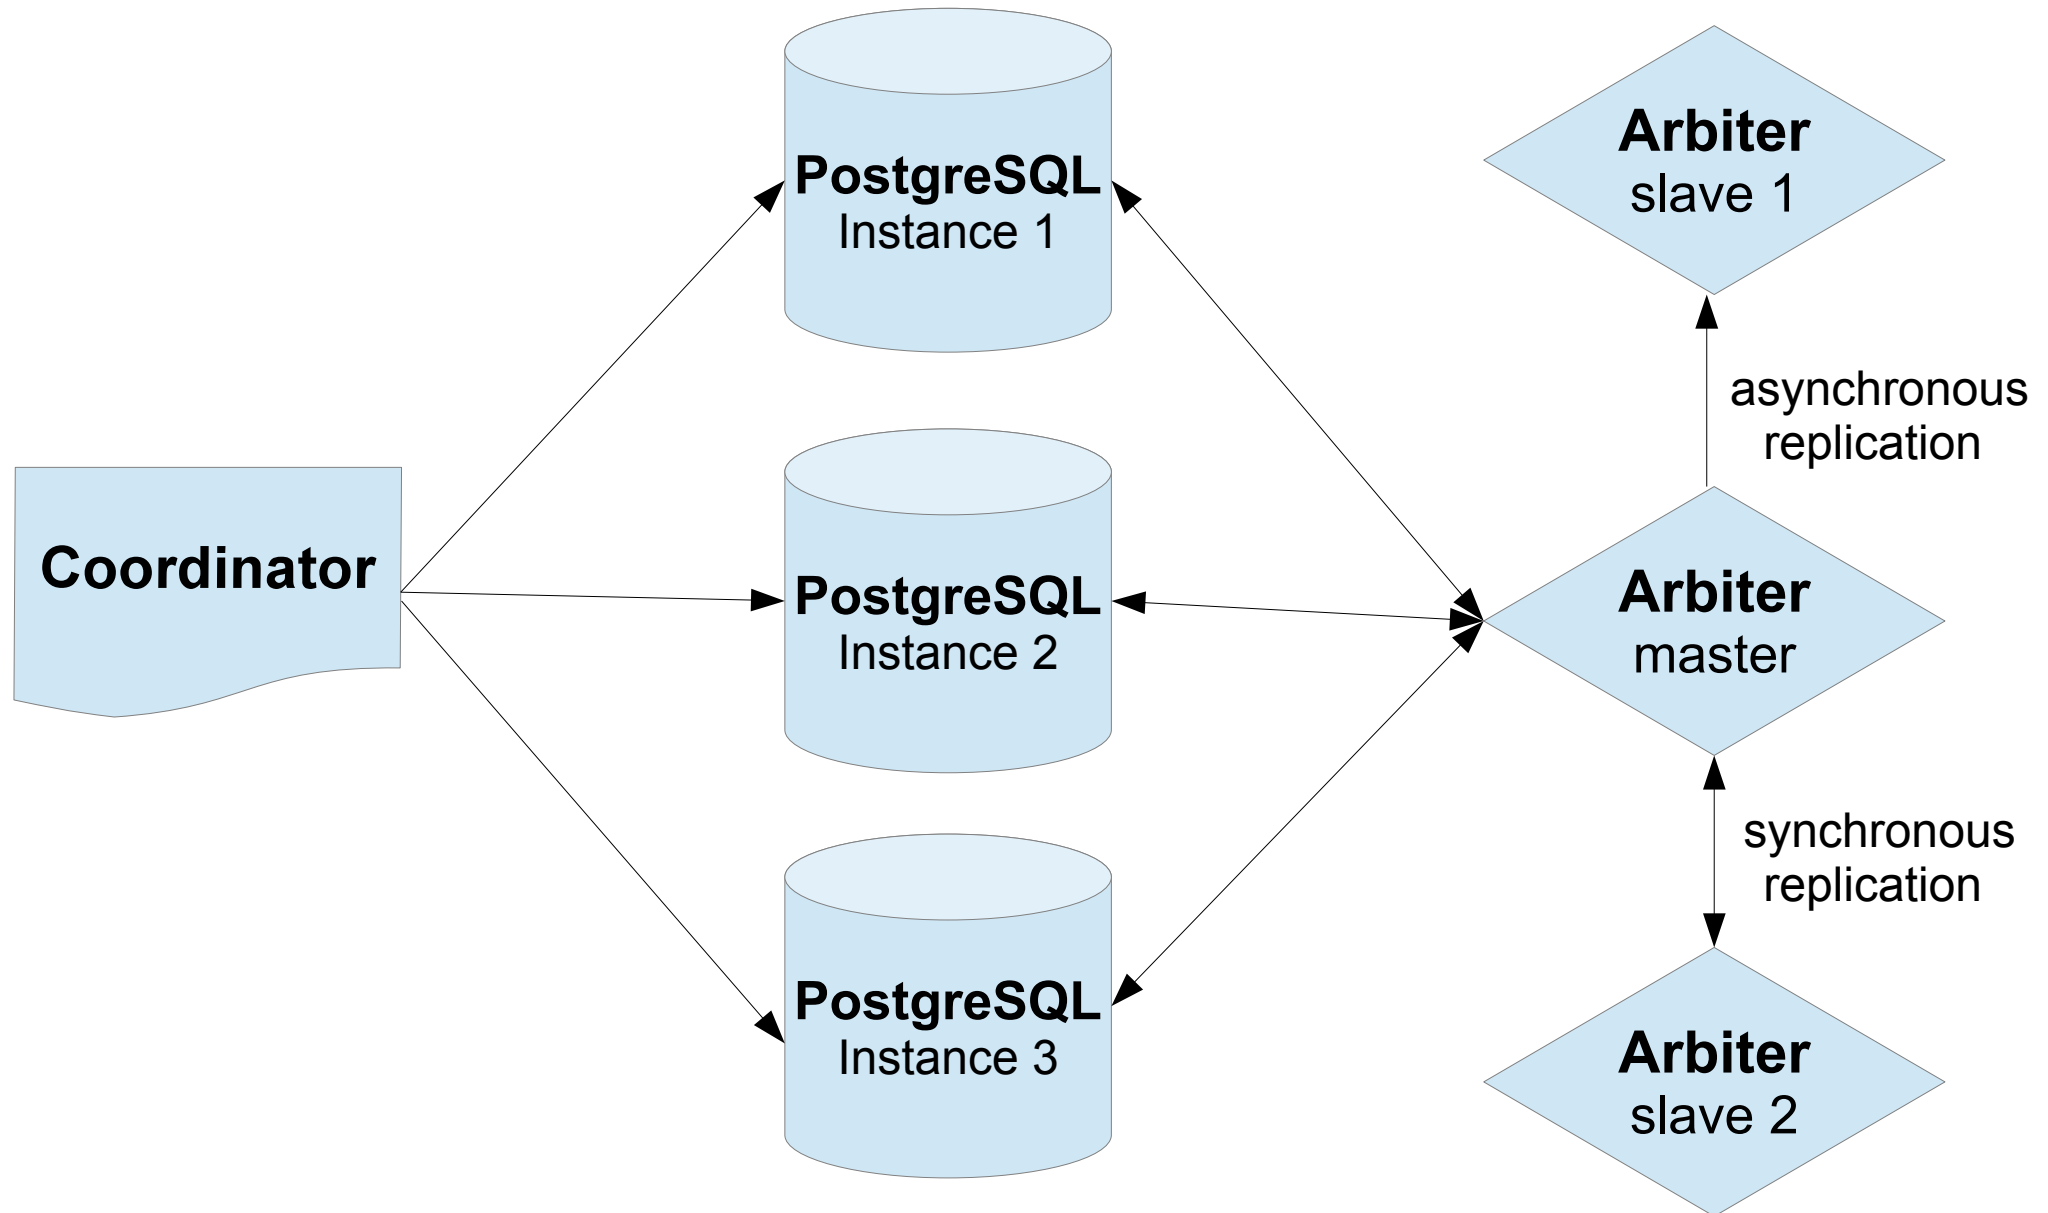 Coordinator
PostgreSQL
Instance 1
PostgreSQL
Instance 2
PostgreSQL
Instance 3
Arbiter
slave 1
asynchronous
replication
Arbiter
master
synchronous
replication
Arbiter
slave 2